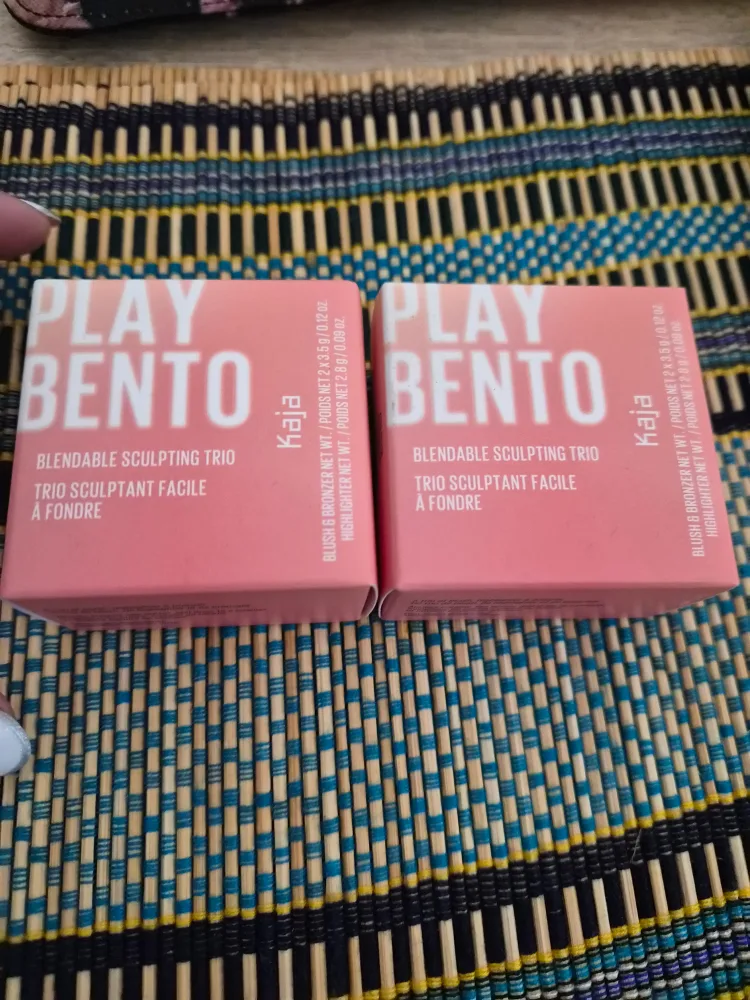 PLAY
BENTO
BLENDABLE SCULPTING TRIO
TRIO SCULPTANT FACILE
À FONDRE
Kaja
BLUSH & BRONZER NET WT. / POIDS NET 2 x 3.5 g / 0.12 oz.
HIGHLIGHTER NET WT. / POIDS NET 2.8 g / 0.09 oz.
PLAY
BENTO
BLENDABLE SCULPTING TRIO
TRIO SCULPTANT FACILE
À FONDRE
Kaja
BLUSH & BRONZER NET WT. / POIDS NET 2 x 3.5 g / 0.12 oz.
HIGHLIGHTER NET WT. / POIDS NET 2.8 g / 0.09 oz.